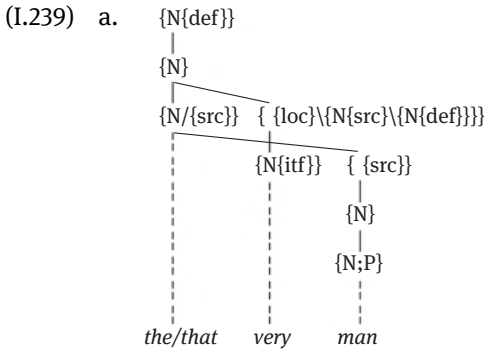 (I.239) a. {N{def}}
{N}
{N/{src}} { {loc}\{N{src}\{N{def}}}}
{N{itf}} { {src}}
{N}
{N;P}
the/that very man